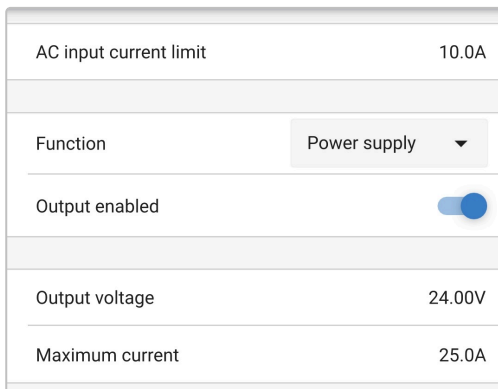 AC input current limit 10.0A
Function Power supply
Output enabled
Output voltage 24.00V
Maximum current 25.0A